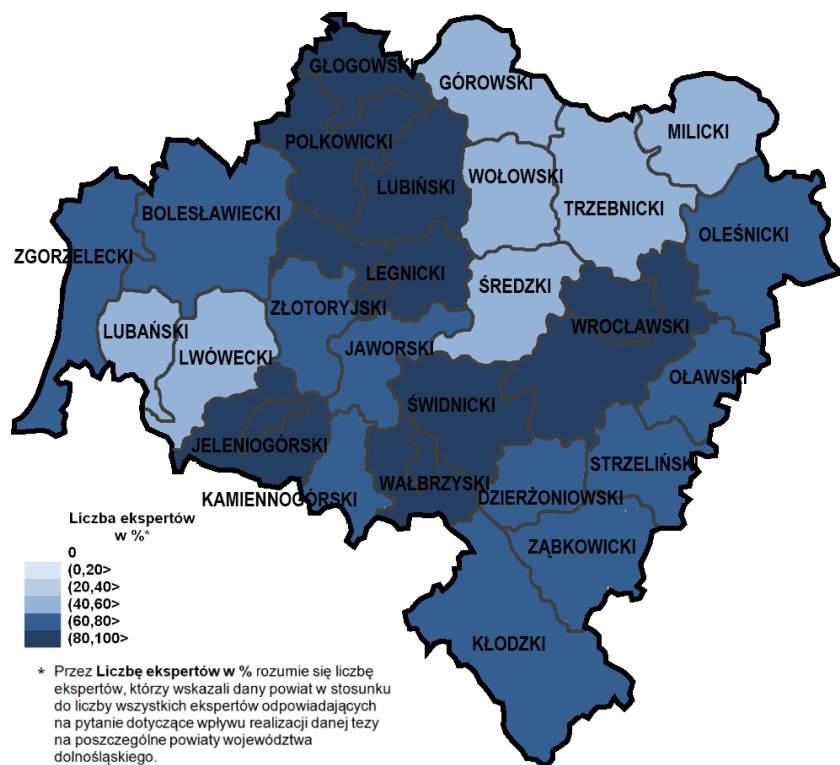 GŁOGOWSKI
GÓROWSKI
MILICKI
POLKOWICKI
LUBIŃSKI
WOŁOWSKI
TRZEBNICKI
BOLESŁAWIECKI
OLEŚNICKI
ZGORZELECKI
LEGNICKI
ŚREDZKI
ZŁOTORYJSKI
WROCŁAWSKI
LUBAŃSKI
LWÓWECKI
JAWORSKI
OŁAWSKI
ŚWIDNICKI
JELENIOGÓRSKI
STRZELIŃSKI
WAŁBRZYSKI
KAMIENNOGÓRSKI
DZIERŻONIOWSKI
ZĄBKOWICKI
KŁODZKI
Liczba ekspertów
w %*
0
(0,20>
(20,40>
(40,60>
(60,80>
(80,100>
* Przez Liczbę ekspertów w % rozumie się liczbę
ekspertów, którzy wskazali dany powiat w stosunku
do liczby wszystkich ekspertów odpowiadających
na pytanie dotyczące wpływu realizacji danej tezy
na poszczególne powiaty województwa
dolnośląskiego.